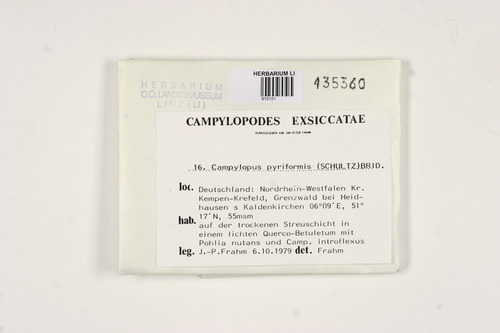 HERBARIUM
O.Ö. LANDESMUSEUM
LINZ (LI)
HERBARIUM LI
435360
CAMPYLOPODES EXSICCATAE
16. Campylopus pyriformis (SCHULTZ)BRID.
loc. Deutschland: Nordrhein-Westfalen Kr.
Kempen-Krefeld, Grenzwald bei Heid-
hausen s Kaldenkirchen 06°09´E, 51°
17´N, 55msm
hab. auf der trockenen Streuschicht in
einem lichten Querco-Betuletum mit
Pohlia nutans und Camp. introflexus
leg. J.-P.Frahm 6.10.1979 det. Frahm